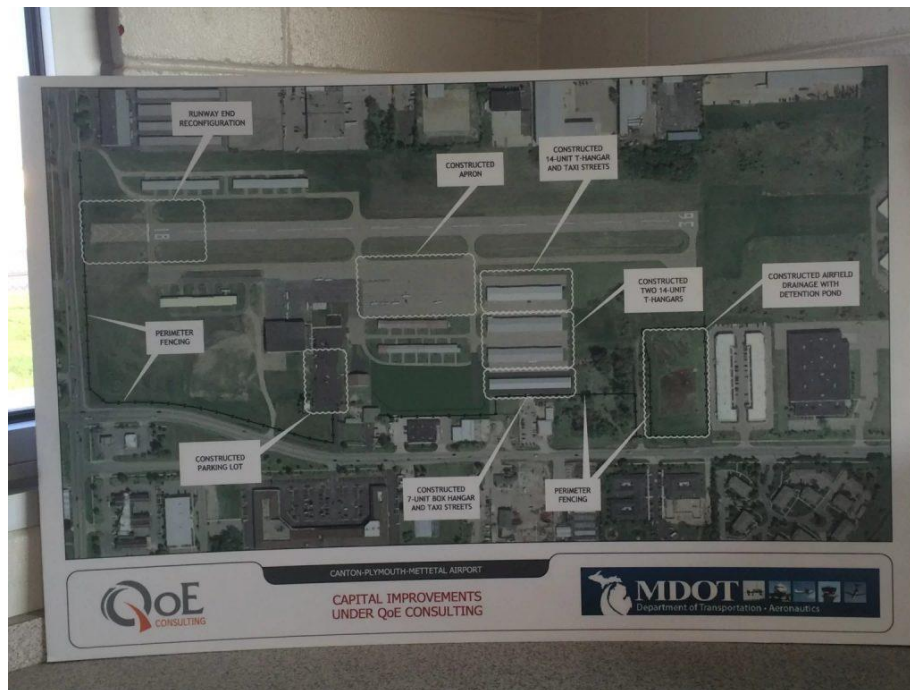 RUNWAY END
RECONFIGURATION
CONSTRUCTED
APRON
CONSTRUCTED
14-UNIT T-HANGAR
AND TAXI STREETS
18
36
CONSTRUCTED
TWO 14-UNIT
T-HANGARS
CONSTRUCTED AIRFIELD
DRAINAGE WITH
DETENTION POND
PERIMETER
FENCING
CONSTRUCTED
PARKING LOT
CONSTRUCTED
7-UNIT BOX HANGAR
AND TAXI STREETS
PERIMETER
FENCING
CANTON-PLYMOUTH-METTETAL AIRPORT
QoE
CONSULTING
CAPITAL IMPROVEMENTS
UNDER QoE CONSULTING
MDOT
Department of Transportation - Aeronautics